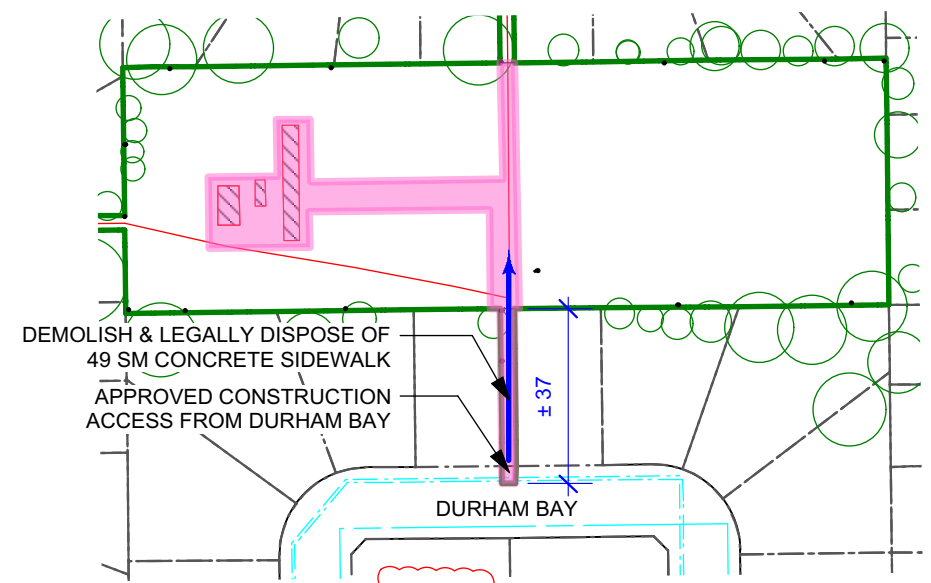 DEMOLISH & LEGALLY DISPOSE OF
49 SM CONCRETE SIDEWALK
APPROVED CONSTRUCTION
ACCESS FROM DURHAM BAY
± 37
DURHAM BAY